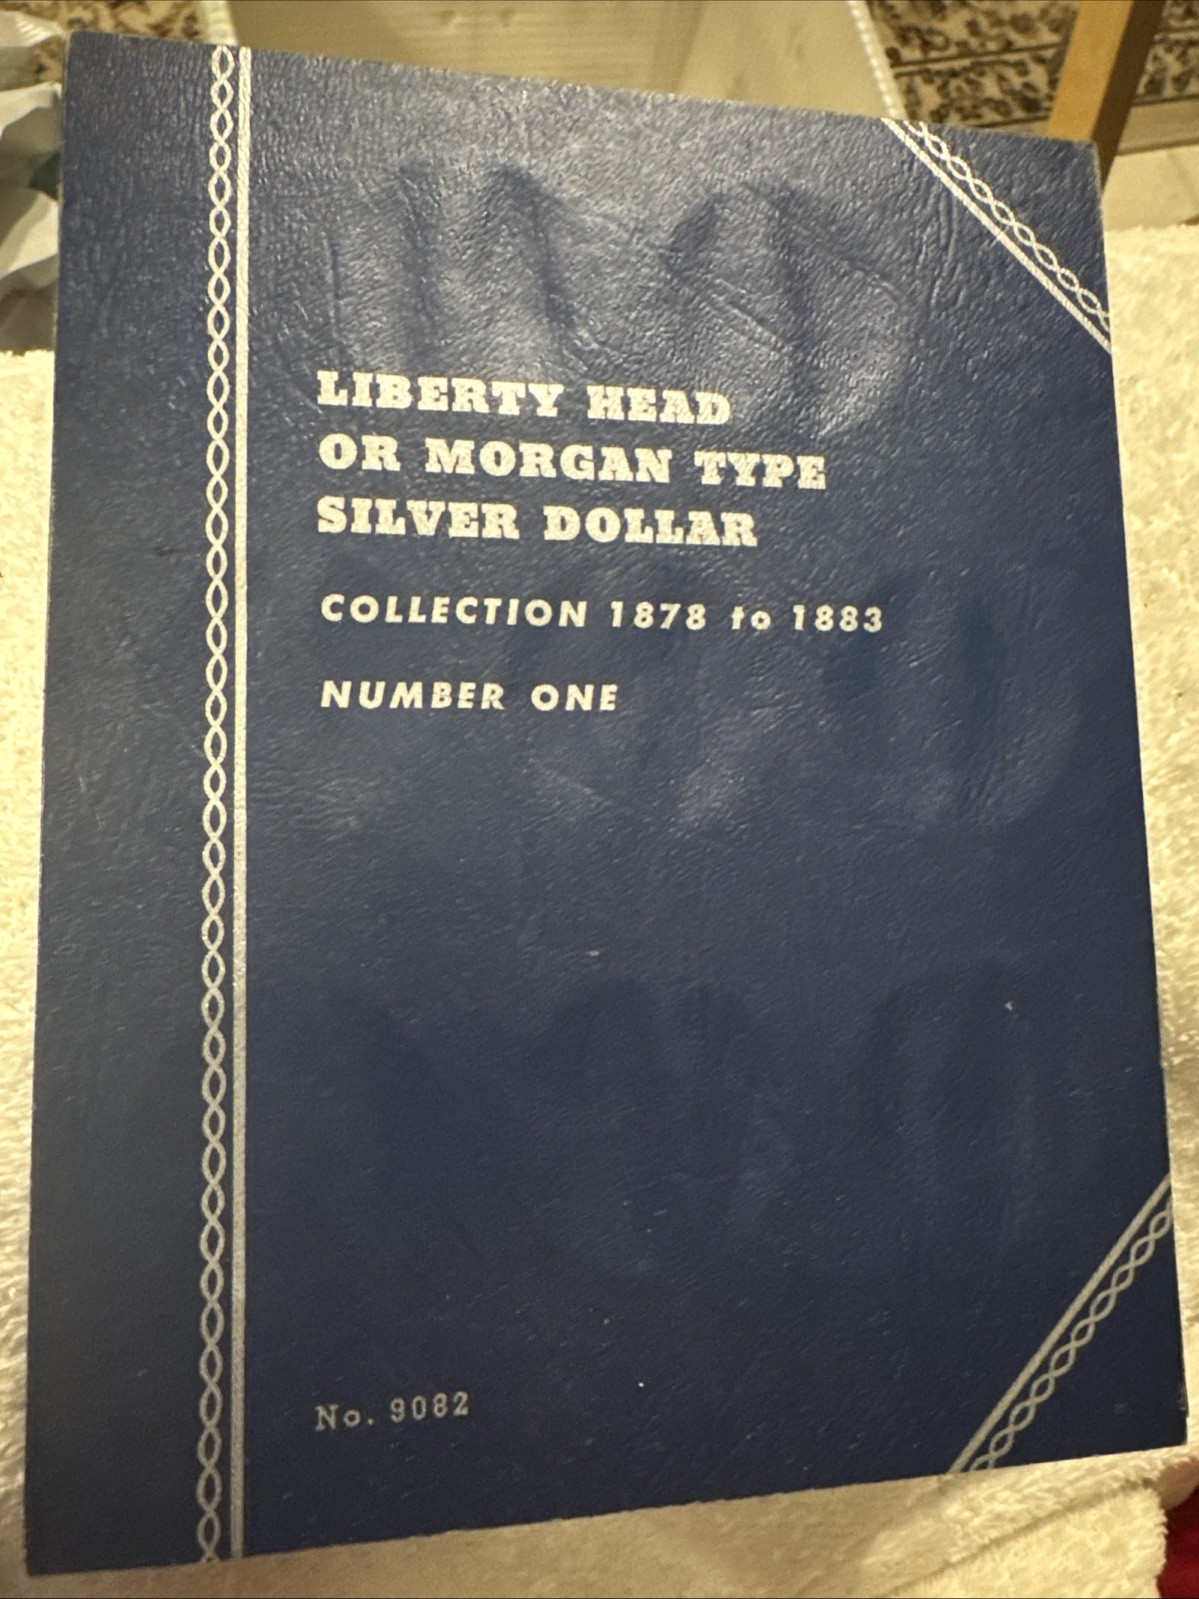 LIBERTY HEAD
OR MORGAN TYPE
SILVER DOLLAR
COLLECTION 1878 to 1883
NUMBER ONE
No. 9082